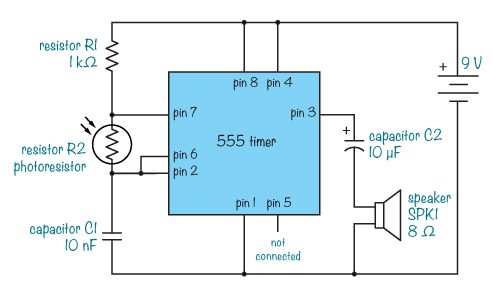 resistor R1
1 kΩ
pin 8 pin 4
+ 9 V
pin 7
pin 3
555 timer
+
capacitor C2
10 µF
resistor R2
photoresistor
pin 6
pin 2
capacitor C1
10 nF
pin 1 pin 5
speaker
SPK1
8 Ω
not
connected